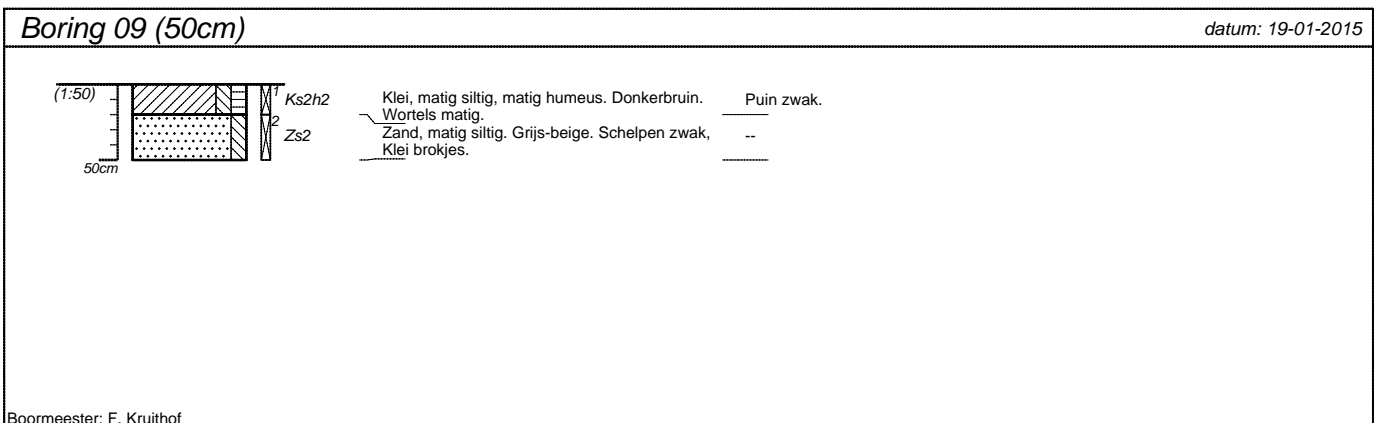 Boring 09 (50cm)
datum: 19-01-2015
(1:50)
1
Ks2h2
Klei, matig siltig, matig humeus. Donkerbruin.
Wortels matig.
Puin zwak.
2
Zs2
Zand, matig siltig. Grijs-beige. Schelpen zwak,
Klei brokjes.
--
50cm
Boormeester: F. Kruithof